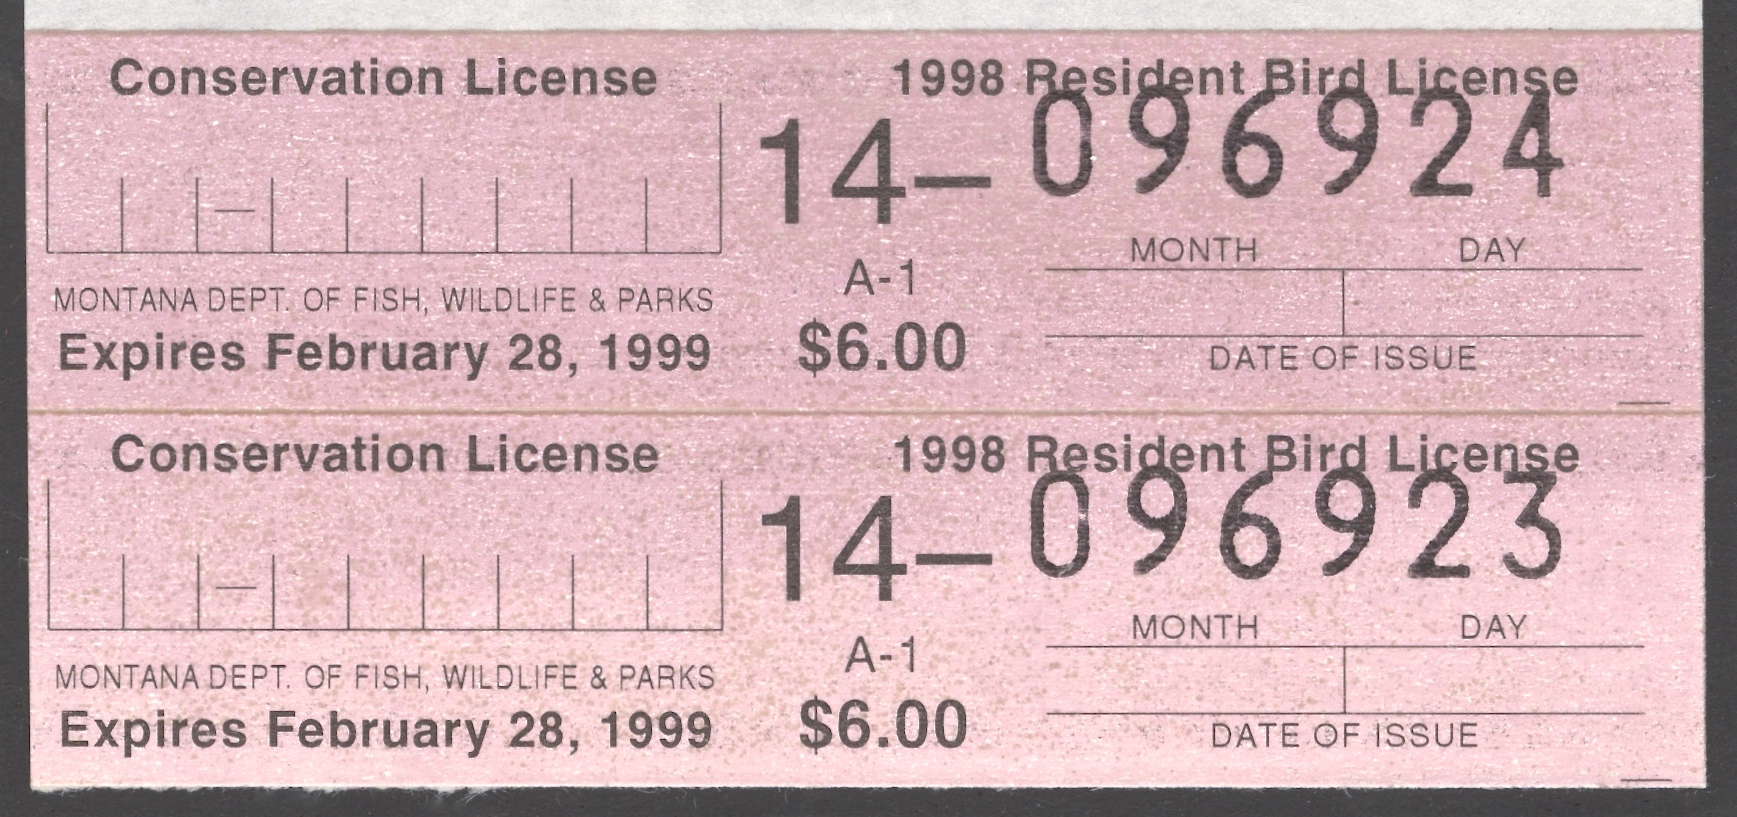 Conservation License
1998 Resident Bird License
14–096924
MONTH DAY
A-1
MONTANA DEPT. OF FISH, WILDLIFE & PARKS
Expires February 28, 1999
$6.00
DATE OF ISSUE
Conservation License
1998 Resident Bird License
14–096923
MONTH DAY
A-1
MONTANA DEPT. OF FISH, WILDLIFE & PARKS
Expires February 28, 1999
$6.00
DATE OF ISSUE